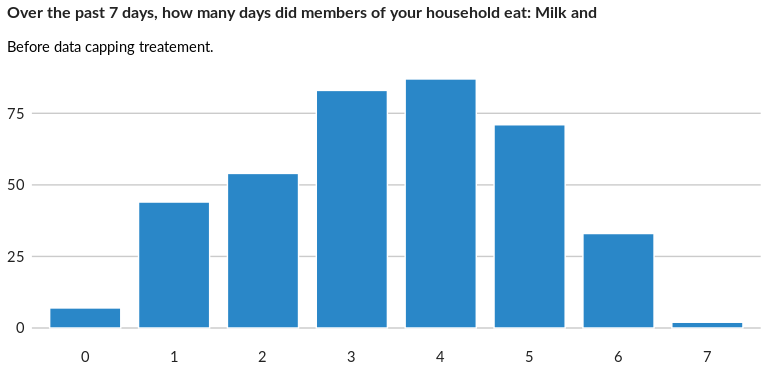 Over the past 7 days, how many days did members of your household eat: Milk and
Before data capping treatement.
75
50
25
0
0 1 2 3 4 5 6 7